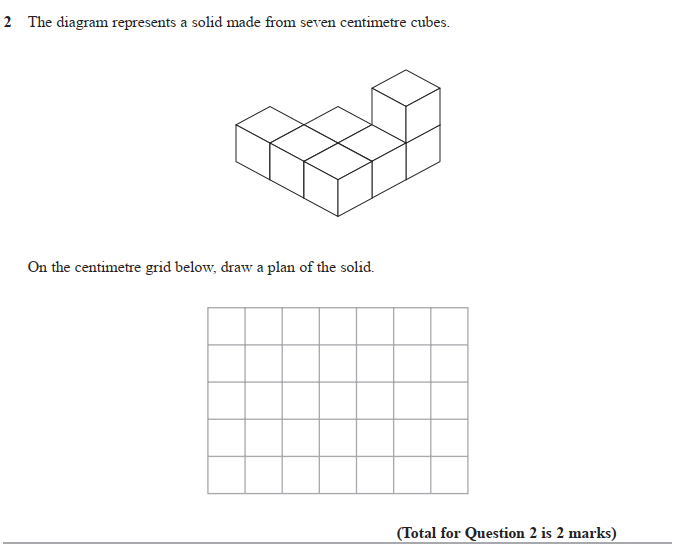 2 The diagram represents a solid made from seven centimetre cubes.
On the centimetre grid below, draw a plan of the solid.
(Total for Question 2 is 2 marks)